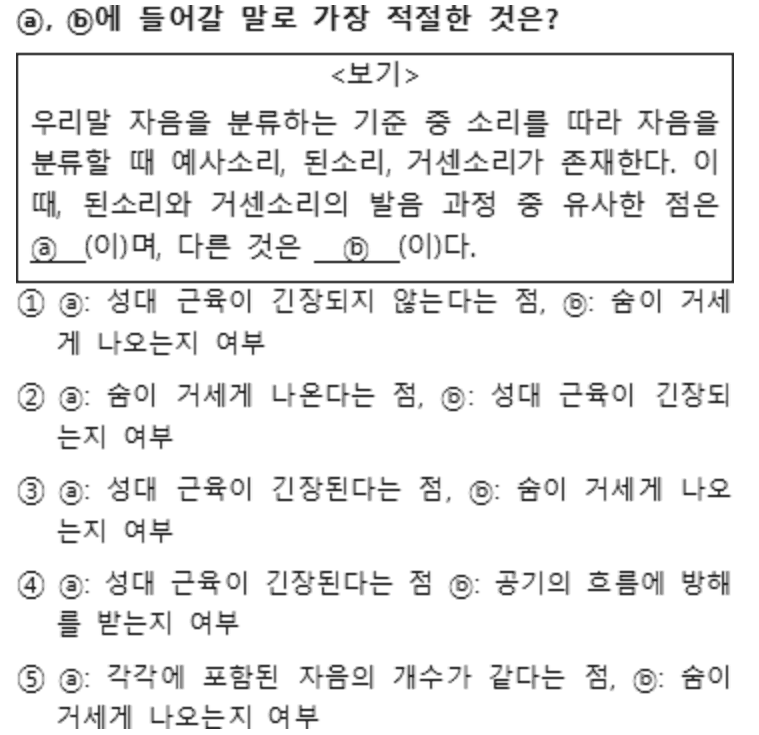 ⓐ, ⓑ에 들어갈 말로 가장 적절한 것은?
<보기>
우리말 자음을 분류하는 기준 중 소리를 따라 자음을
분류할 때 예사소리, 된소리, 거센소리가 존재한다. 이
때, 된소리와 거센소리의 발음 과정 중 유사한 점은
ⓐ (이)며, 다른 것은 ⓑ (이)다.
① ⓐ: 성대 근육이 긴장되지 않는다는 점, ⓑ: 숨이 거세
게 나오는지 여부
② ⓐ: 숨이 거세게 나온다는 점, ⓑ: 성대 근육이 긴장되
는지 여부
③ ⓐ: 성대 근육이 긴장된다는 점, ⓑ: 숨이 거세게 나오
는지 여부
④ ⓐ: 성대 근육이 긴장된다는 점 ⓑ: 공기의 흐름에 방해
를 받는지 여부
⑤ ⓐ: 각각에 포함된 자음의 개수가 같다는 점, ⓑ: 숨이
거세게 나오는지 여부